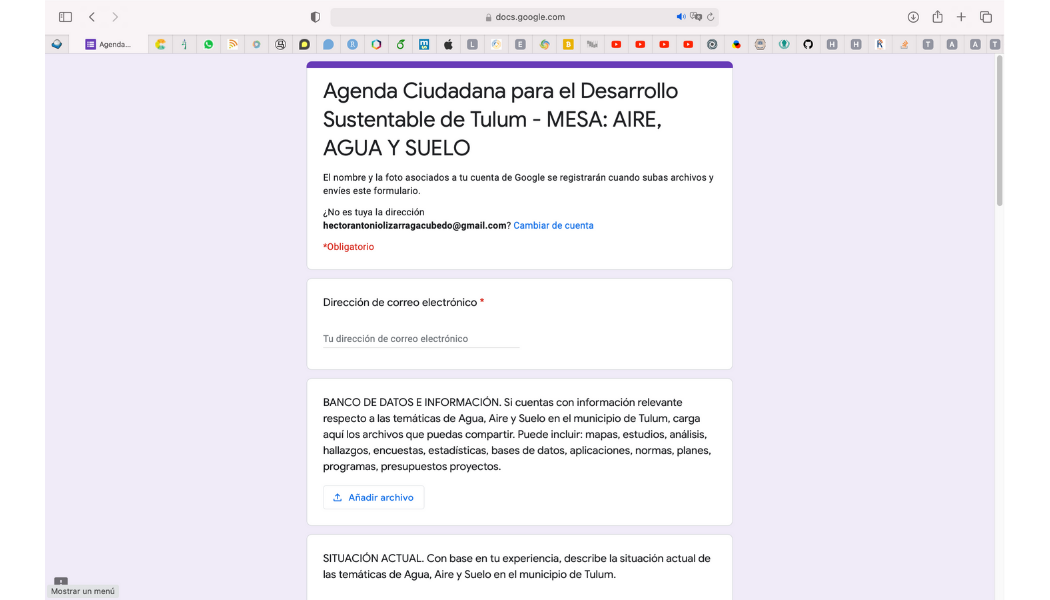 docs.google.com
Agenda...
Agenda Ciudadana para el Desarrollo
Sustentable de Tulum - MESA: AIRE,
AGUA Y SUELO
El nombre y la foto asociados a tu cuenta de Google se registrarán cuando subas archivos y
envíes este formulario.
¿No es tuya la dirección
hectorantoniolizarragacubedo@gmail.com? Cambiar de cuenta
*Obligatorio
Dirección de correo electrónico *
Tu dirección de correo electrónico
BANCO DE DATOS E INFORMACIÓN. Si cuentas con información relevante
respecto a las temáticas de Agua, Aire y Suelo en el municipio de Tulum, carga
aquí los archivos que puedas compartir. Puede incluir: mapas, estudios, análisis,
hallazgos, encuestas, estadísticas, bases de datos, aplicaciones, normas, planes,
programas, presupuestos proyectos.
Añadir archivo
SITUACIÓN ACTUAL. Con base en tu experiencia, describe la situación actual de
las temáticas de Agua, Aire y Suelo en el municipio de Tulum.
Mostrar un menú